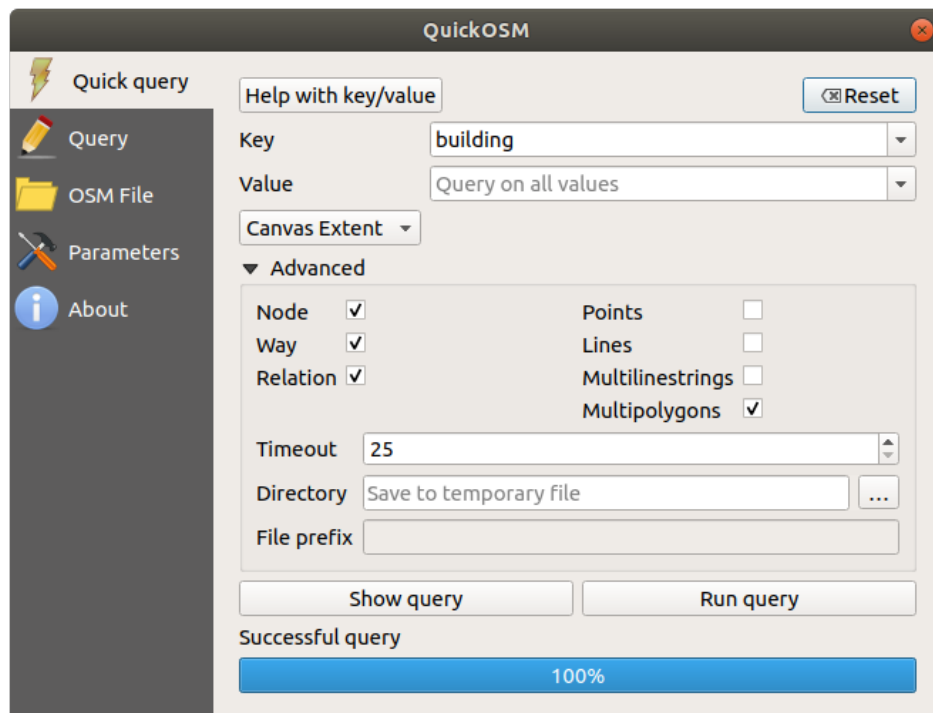 QuickOSM
Quick query
Query
OSM File
Parameters
About
Help with key/value
Reset
Key building
Value Query on all values
Canvas Extent
Advanced
Node Points
Way Lines
Relation Multilinestrings
Multipolygons
Timeout 25
Directory Save to temporary file ...
File prefix
Show query Run query
Successful query
100%